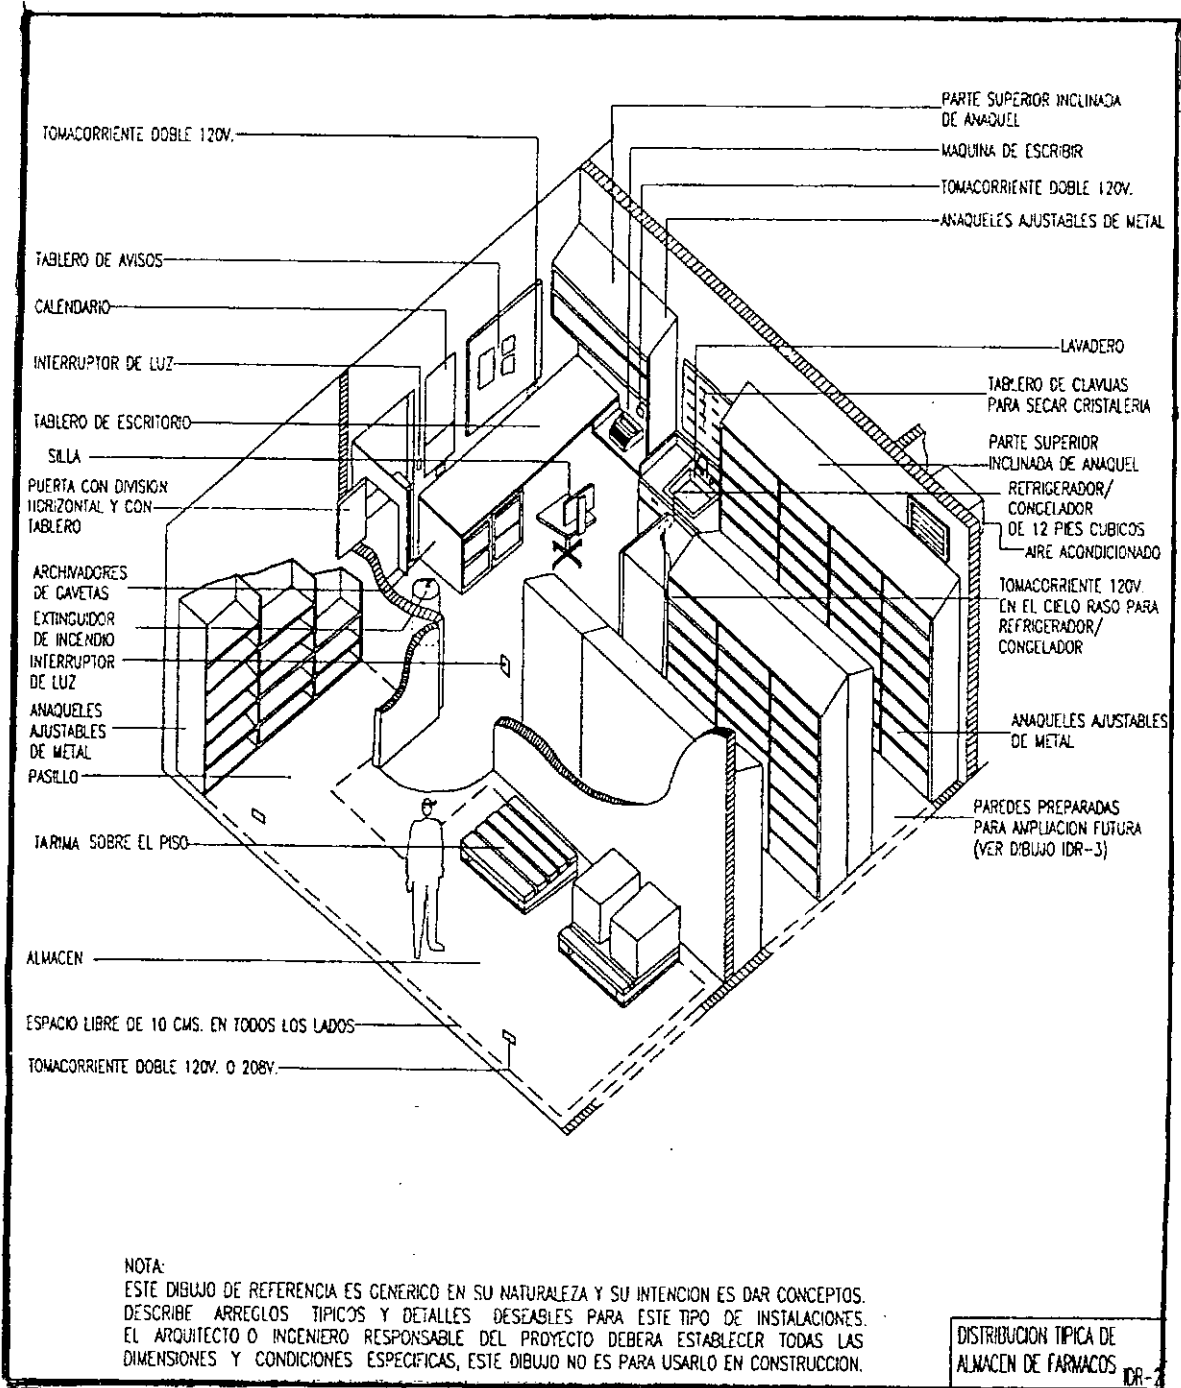 TOMACORRIENTE DOBLE 120V.
TABLERO DE AVISOS
CALENDARIO
INTERRUPTOR DE LUZ
TABLERO DE ESCRITORIO
SILLA
PUERTA CON DIVISION
HORIZONTAL Y CON
TABLERO
ARCHIVADORES
DE GAVETAS
EXTINGUIDOR
DE INCENDIO
INTERRUPTOR
DE LUZ
ANAQUELES
AJUSTABLES
DE METAL
PASILLO
TARIMA SOBRE EL PISO
ALMACEN
ESPACIO LIBRE DE 10 CMS. EN TODOS LOS LADOS
TOMACORRIENTE DOBLE 120V. O 208V.
PARTE SUPERIOR INCLINADA
DE ANAQUEL
MAQUINA DE ESCRIBIR
TOMACORRIENTE DOBLE 120V.
ANAQUELES AJUSTABLES DE METAL
LAVADERO
TABLERO DE CLAVIJAS
PARA SECAR CRISTALERIA
PARTE SUPERIOR
INCLINADA DE ANAQUEL
REFRIGERADOR/
CONGELADOR
DE 12 PIES CUBICOS
AIRE ACONDICIONADO
TOMACORRIENTE 120V.
EN EL CIELO RASO PARA
REFRIGERADOR/
CONGELADOR
ANAQUELES AJUSTABLES
DE METAL
PAREDES PREPARADAS
PARA AMPLIACION FUTURA
(VER DIBUJO IDR-3)
NOTA:
ESTE DIBUJO DE REFERENCIA ES GENERICO EN SU NATURALEZA Y SU INTENCION ES DAR CONCEPTOS.
DESCRIBE ARREGLOS TIPICOS Y DETALLES DESEABLES PARA ESTE TIPO DE INSTALACIONES.
EL ARQUITECTO O INGENIERO RESPONSABLE DEL PROYECTO DEBERA ESTABLECER TODAS LAS
DIMENSIONES Y CONDICIONES ESPECIFICAS, ESTE DIBUJO NO ES PARA USARLO EN CONSTRUCCION.
DISTRIBUCION TIPICA DE
ALMACEN DE FARMACOS
IDR-2